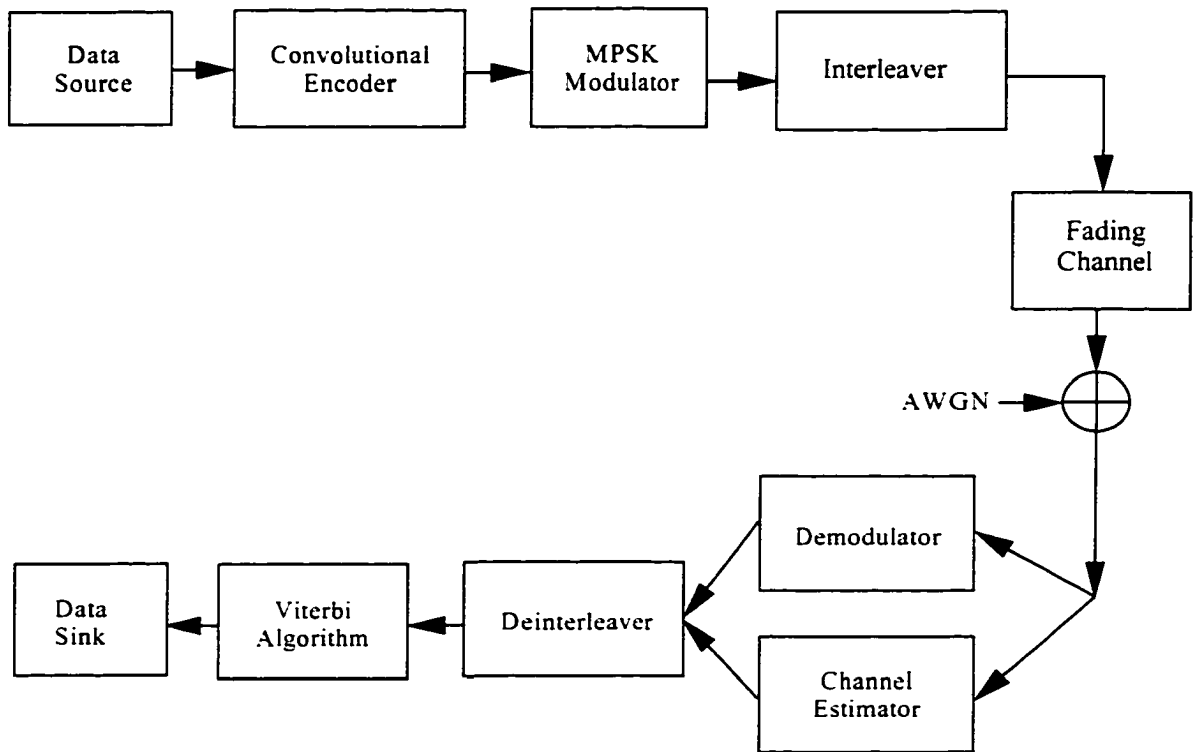 Data
Source
Convolutional
Encoder
MPSK
Modulator
Interleaver
Fading
Channel
AWGN
Demodulator
Channel
Estimator
Deinterleaver
Viterbi
Algorithm
Data
Sink